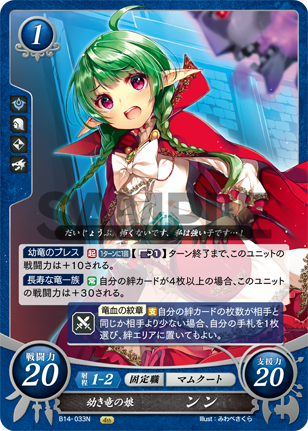 1
SAMPLE
だいじょうぶ、怖くないです。私は強い子です…!
幼竜のブレス 起 1ターンに1回 ターン終了まで、このユニットの
戦闘力は+10される。
長寿な竜一族 常 自分の絆カードが4枚以上の場合、このユニットの
戦闘力は+30される。
竜血の紋章 支 自分の絆カードの枚数が相手と
同じか相手より少ない場合、自分の手札を1枚
選び、絆エリアに置いてもよい。
戦闘力
20
射程 1-2
固定職
マムクート
支援力
20
幼き竜の娘 ンン
B14-033N
Illust:みわべさくら